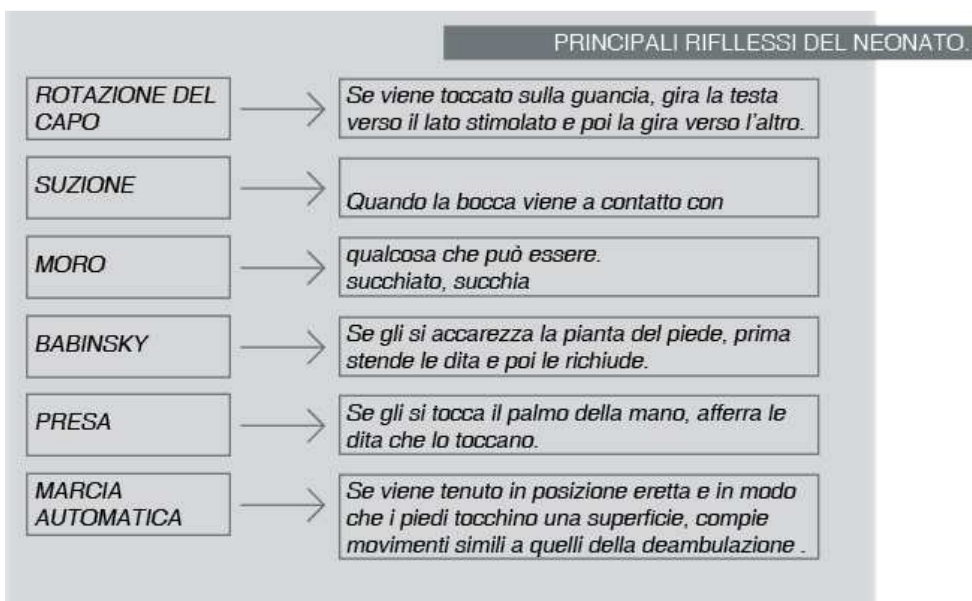 PRINCIPALI RIFLLESSI DEL NEONATO.
ROTAZIONE DEL
CAPO
Se viene toccato sulla guancia, gira la testa
verso il lato stimolato e poi la gira verso l'altro.
SUZIONE
Quando la bocca viene a contatto con
MORO
qualcosa che può essere.
succhiato, succhia
BABINSKY
Se gli si accarezza la pianta del piede, prima
stende le dita e poi le richiude.
PRESA
Se gli si tocca il palmo della mano, afferra le
dita che lo toccano.
MARCIA
AUTOMATICA
Se viene tenuto in posizione eretta e in modo
che i piedi tocchino una superficie, compie
movimenti simili a quelli della deambulazione .